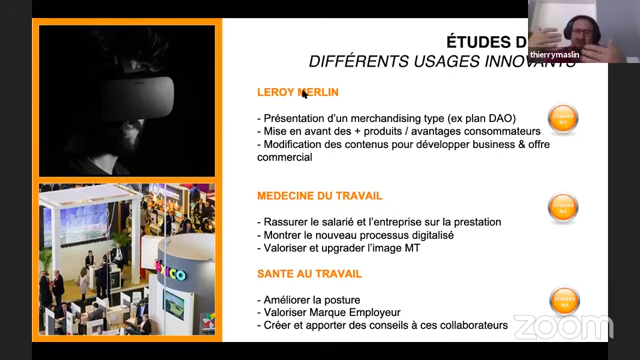 ÉTUDES D
thierrymaslin
DIFFÉRENTS USAGES INNOVANTS
LEROY MERLIN
- Présentation d'un merchandising type (ex plan DAO)
- Mise en avant des + produits / avantages consommateurs
- Modification des contenus pour développer business & offre
commercial
MEDECINE DU TRAVAIL
- Rassurer le salarié et l'entreprise sur la prestation
- Montrer le nouveau processus digitalisé
- Valoriser et upgrader l'image MT
SANTE AU TRAVAIL
- Améliorer la posture
- Valoriser Marque Employeur
- Créer et apporter des conseils à ces collaborateurs
zoom